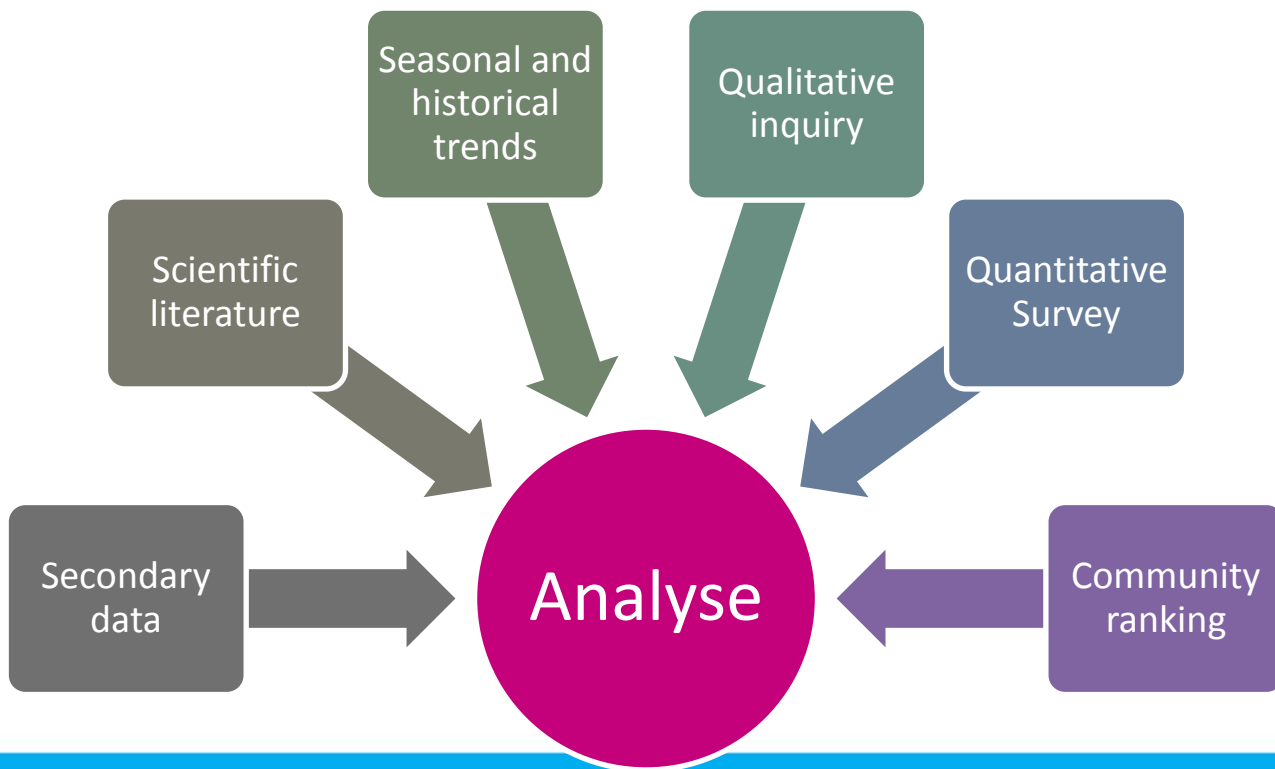 Seasonal and
historical
trends
Qualitative
inquiry
Scientific
literature
Quantitative
Survey
Secondary
data
Analyse
Community
ranking